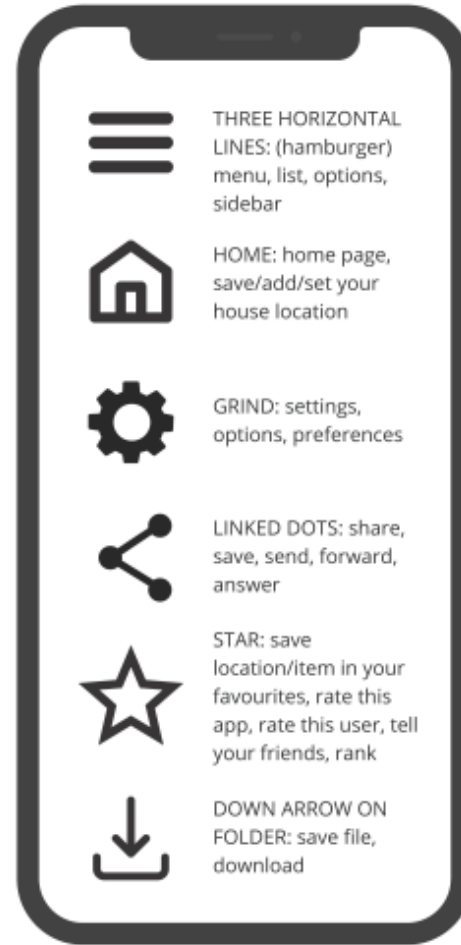 THREE HORIZONTAL
LINES: (hamburger)
menu, list, options,
sidebar
HOME: home page,
save/add/set your
house location
GRIND: settings,
options, preferences
LINKED DOTS: share,
save, send, forward,
answer
STAR: save
location/item in your
favourites, rate this
app, rate this user, tell
your friends, rank
DOWN ARROW ON
FOLDER: save file,
download